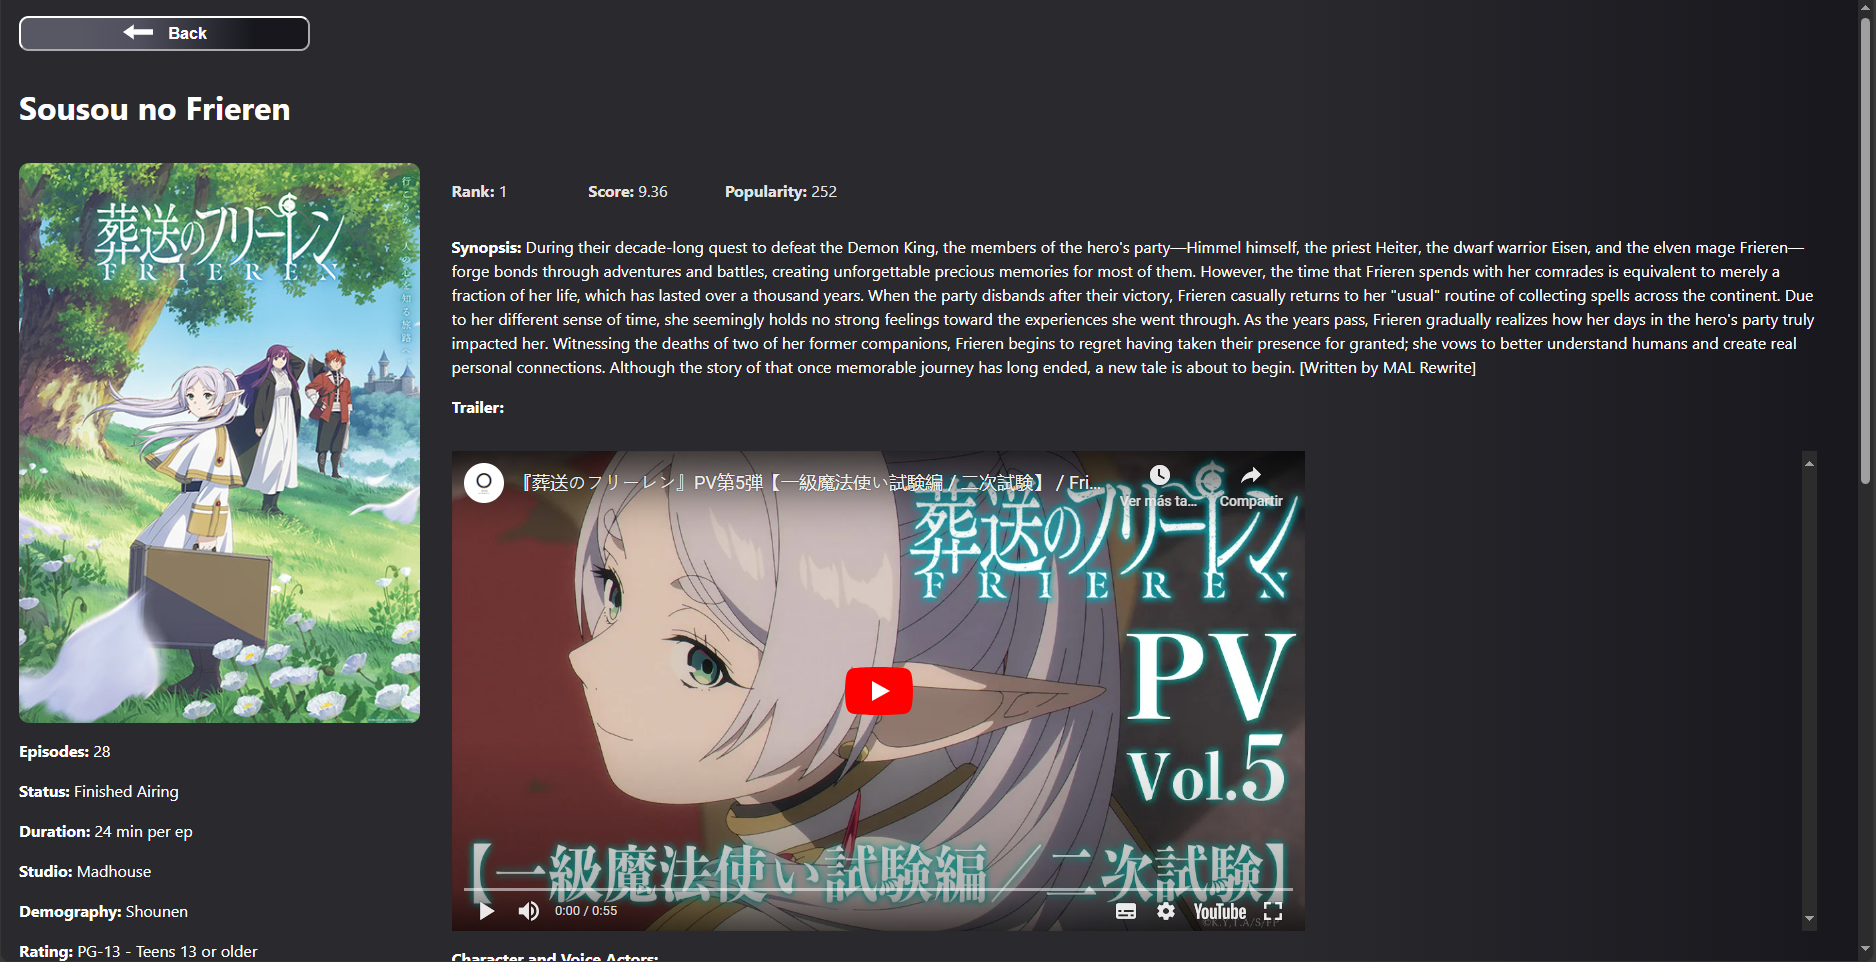 Back
Sousou no Frieren
行こうか、人の心を知る旅路へ。
葬送のフリーレン
FRIEREN
Rank: 1
Score: 9.36
Popularity: 252
Synopsis: During their decade-long quest to defeat the Demon King, the members of the hero's party—Himmel himself, the priest Heiter, the dwarf warrior Eisen, and the elven mage Frieren—
forge bonds through adventures and battles, creating unforgettable precious memories for most of them. However, the time that Frieren spends with her comrades is equivalent to merely a
fraction of her life, which has lasted over a thousand years. When the party disbands after their victory, Frieren casually returns to her "usual" routine of collecting spells across the continent. Due
to her different sense of time, she seemingly holds no strong feelings toward the experiences she went through. As the years pass, Frieren gradually realizes how her days in the hero's party truly
impacted her. Witnessing the deaths of two of her former companions, Frieren begins to regret having taken their presence for granted; she vows to better understand humans and create real
personal connections. Although the story of that once memorable journey has long ended, a new tale is about to begin. [Written by MAL Rewrite]
Trailer:
『葬送のフリーレン』PV第5弾【一級魔法使い試験編 / 二次試験】 / Fri...
Ver más ta...
Compartir
葬送のフリーレン
FRIEREN
PV
Vol.5
【一級魔法使い試験編／二次試験】
0:00 / 0:55
YouTube
Episodes: 28
Status: Finished Airing
Duration: 24 min per ep
Studio: Madhouse
Demography: Shounen
Rating: PG-13 - Teens 13 or older
Character and Voice Actors: